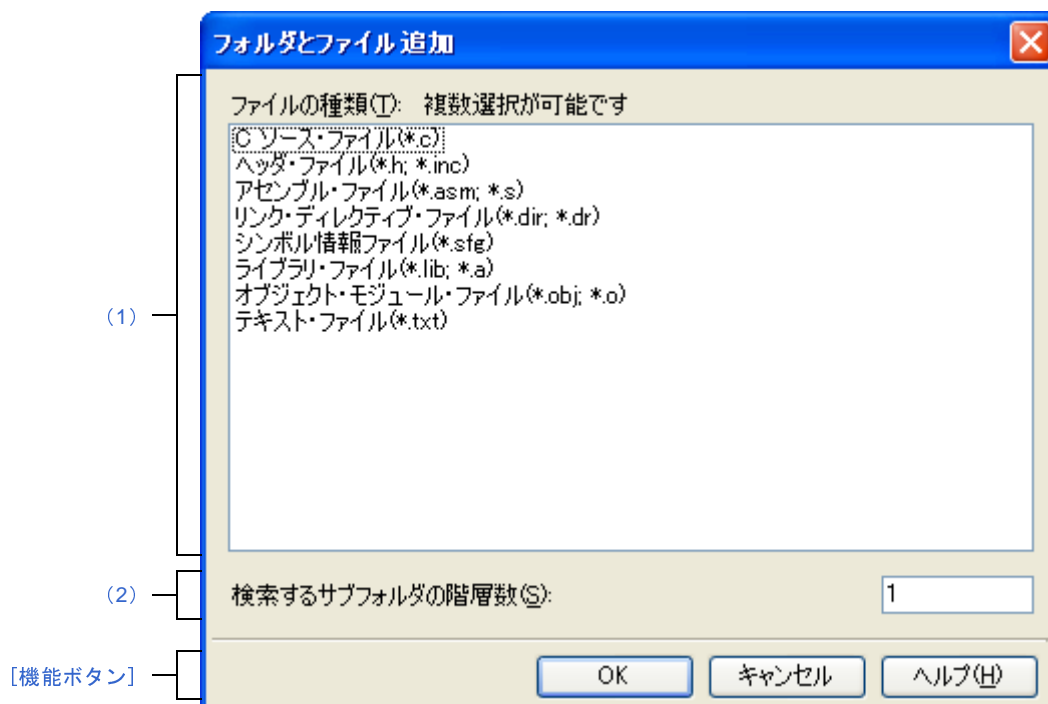 フォルダとファイル追加
ファイルの種類(T): 複数選択が可能です
C ソース・ファイル(*.c)
ヘッダ・ファイル(*.h; *.inc)
アセンブル・ファイル(*.asm; *.s)
リンク・ディレクティブ・ファイル(*.dir; *.dr)
シンボル情報ファイル(*.sfg)
ライブラリ・ファイル(*.lib; *.a)
オブジェクト・モジュール・ファイル(*.obj; *.o)
テキスト・ファイル(*.txt)
(1)
(2)
検索するサブフォルダの階層数(S):
1
[機能ボタン]
OK
キャンセル
ヘルプ(H)